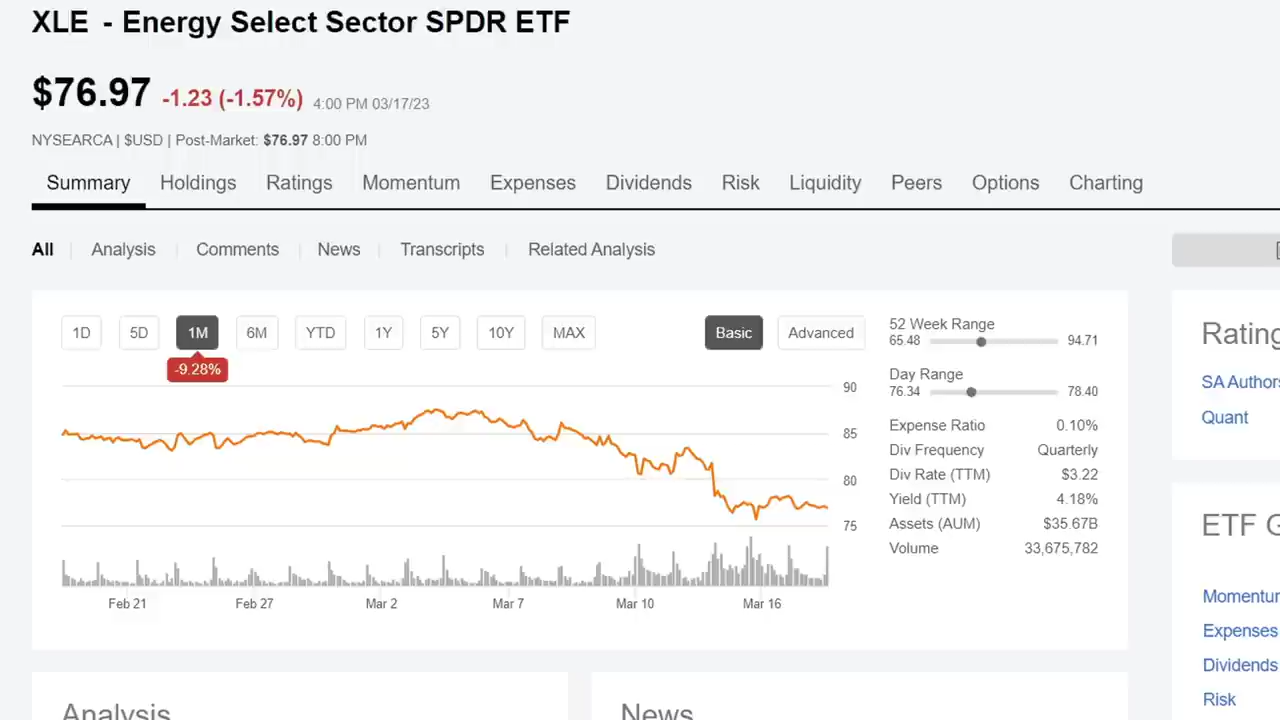 XLE - Energy Select Sector SPDR ETF
$76.97 -1.23 (-1.57%) 4:00 PM 03/17/23
NYSEARCA | $USD | Post-Market: $76.97 8:00 PM
Summary Holdings Ratings Momentum Expenses Dividends Risk Liquidity Peers Options Charting
All Analysis Comments News Transcripts Related Analysis
1D 5D 1M 6M YTD 1Y 5Y 10Y MAX Basic Advanced
-9.28%
90
85
80
75
Feb 21 Feb 27 Mar 2 Mar 7 Mar 10 Mar 16
52 Week Range
65.48 94.71
Day Range
76.34 78.40
Expense Ratio 0.10%
Div Frequency Quarterly
Div Rate (TTM) $3.22
Yield (TTM) 4.18%
Assets (AUM) $35.67B
Volume 33,675,782
Rating
SA Authors
Quant
ETF G
Momentum
Expenses
Dividends
Risk
Analysis
News